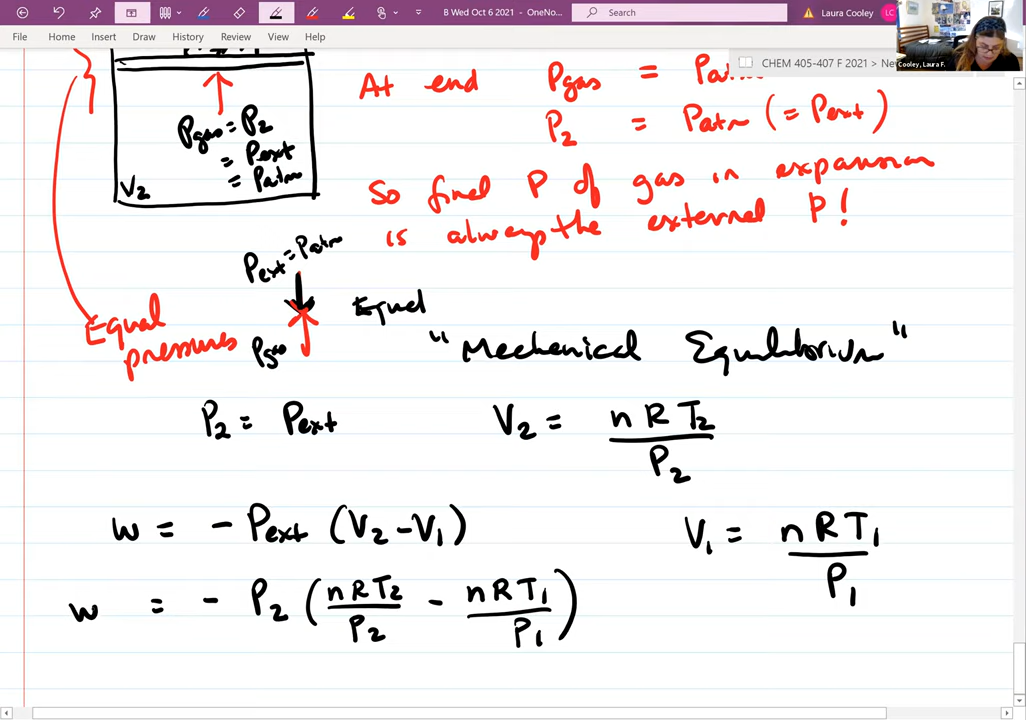 B Wed Oct 6 2021 - OneNo...
Search
Laura Cooley
LC
File Home Insert Draw History Review View Help
Cooley, Laura F.
CHEM 405-407 F 2021 > Ne
At end Pgas = Patm
Pgas = P2
= Pext
= Patm
V2
P2 = Patm (= Pext)
So final P of gas in expansion
is always the external P!
Pext = Patm
Equal
pressures
Pgas
Equal
"Mechanical Equilibrium"
P2 = Pext
V2 = nRT2 / P2
w = - Pext (V2 - V1)
V1 = nRT1 / P1
w = - P2 (nRT2 / P2 - nRT1 / P1)